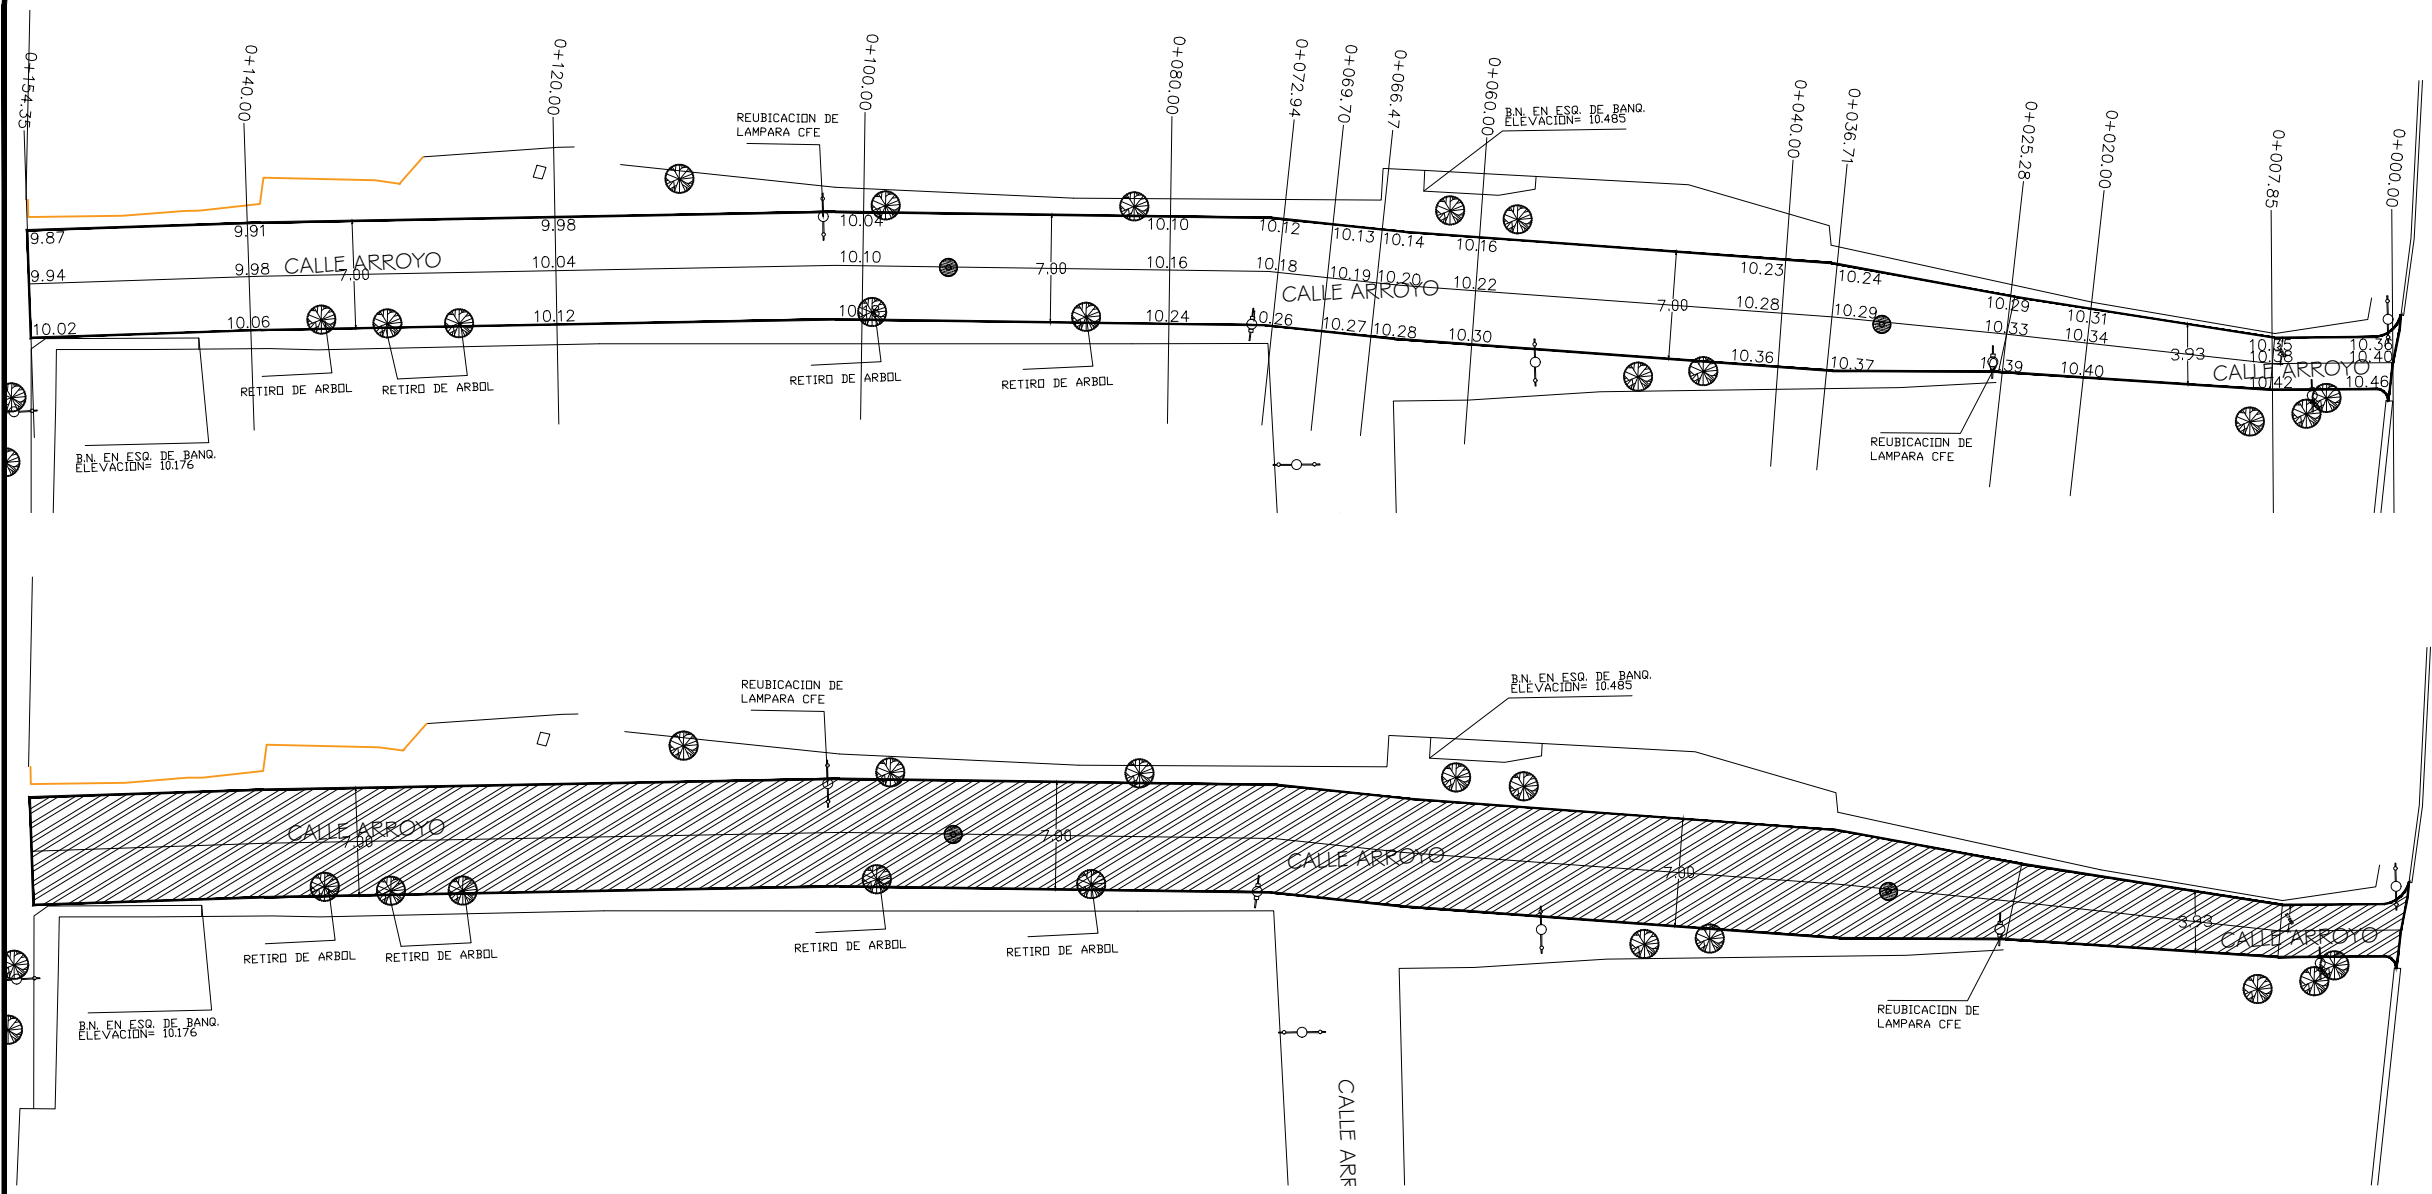 0+154.35
0+140.00
0+120.00
0+100.00
0+080.00
0+072.94
0+069.70
0+066.47
0+060.00
0+040.00
0+036.71
0+025.28
0+020.00
0+007.85
0+000.00
REUBICACION DE
LAMPARA CFE
B.N. EN ESQ. DE BANQ.
ELEVACION= 10.485
9.87
9.91
9.98
10.04
10.10
10.12
10.13
10.14
10.16
10.23
10.24
10.29
10.31
10.35
10.36
9.94
9.98
10.04
10.10
10.16
10.18
10.19
10.20
10.22
10.28
10.29
10.33
10.34
10.38
10.40
CALLE ARROYO
7.00
7.00
CALLE ARROYO
7.00
3.93
CALLE ARROYO
10.02
10.06
10.12
10.24
10.26
10.27
10.28
10.30
10.36
10.37
10.39
10.40
10.42
10.46
RETIRO DE ARBOL
RETIRO DE ARBOL
RETIRO DE ARBOL
RETIRO DE ARBOL
REUBICACION DE
LAMPARA CFE
B.N. EN ESQ. DE BANQ.
ELEVACION= 10.176
REUBICACION DE
LAMPARA CFE
B.N. EN ESQ. DE BANQ.
ELEVACION= 10.485
CALLE ARROYO
7.00
7.00
CALLE ARROYO
7.00
3.93
CALLE ARROYO
RETIRO DE ARBOL
RETIRO DE ARBOL
RETIRO DE ARBOL
RETIRO DE ARBOL
REUBICACION DE
LAMPARA CFE
B.N. EN ESQ. DE BANQ.
ELEVACION= 10.176
CALLE ARR